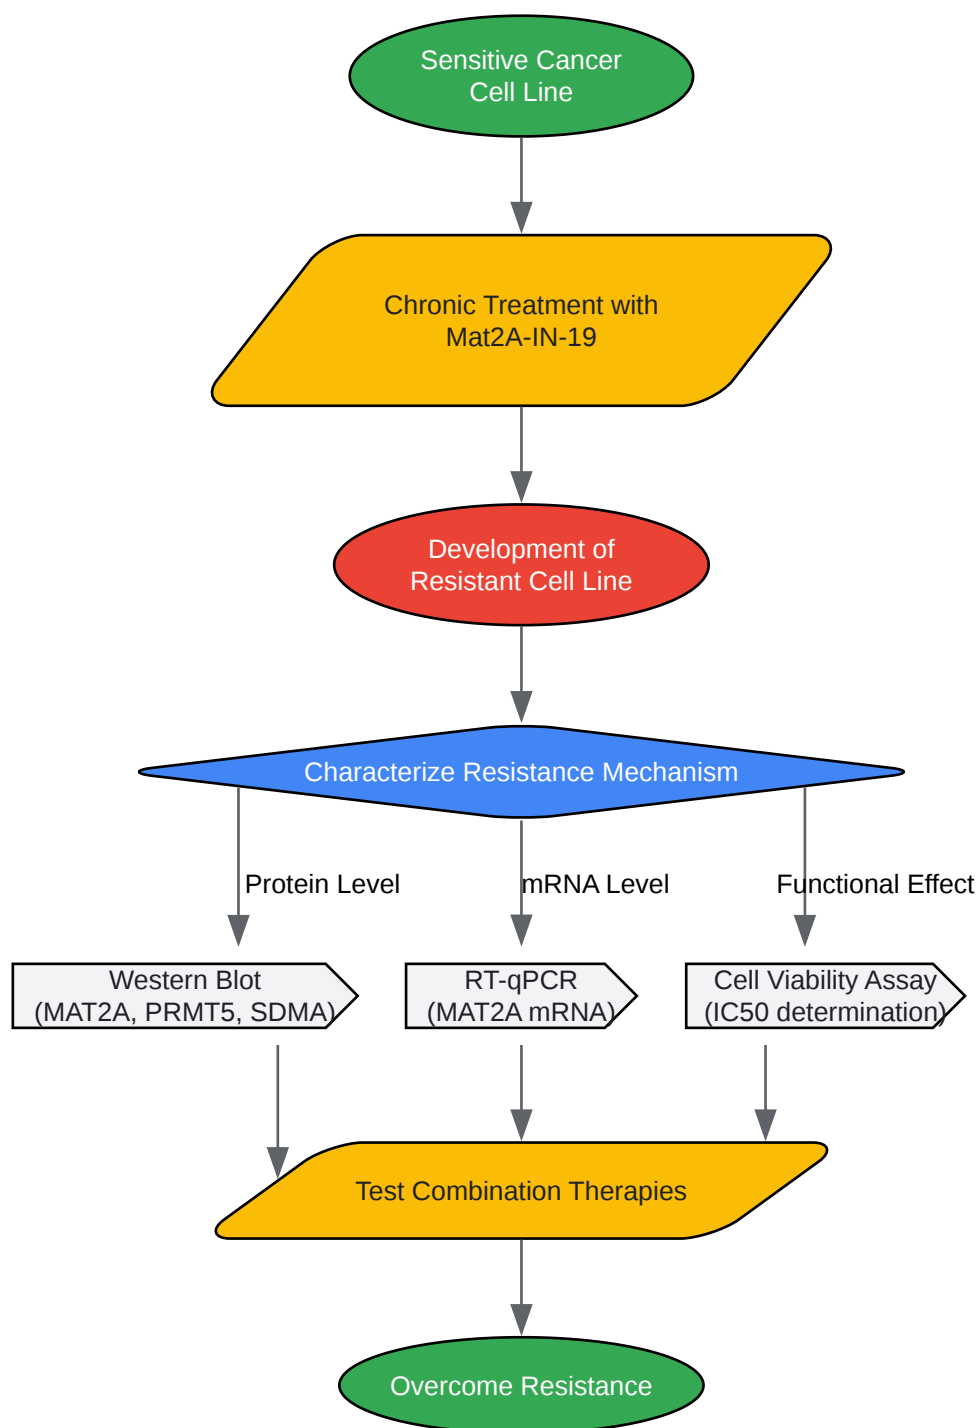 Sensitive Cancer
Cell Line
Chronic Treatment with
Mat2A-IN-19
Development of
Resistant Cell Line
Characterize Resistance Mechanism
Protein Level
mRNA Level
Functional Effect
Western Blot
(MAT2A, PRMT5, SDMA)
RT-qPCR
(MAT2A mRNA)
Cell Viability Assay
(IC50 determination)
Test Combination Therapies
Overcome Resistance